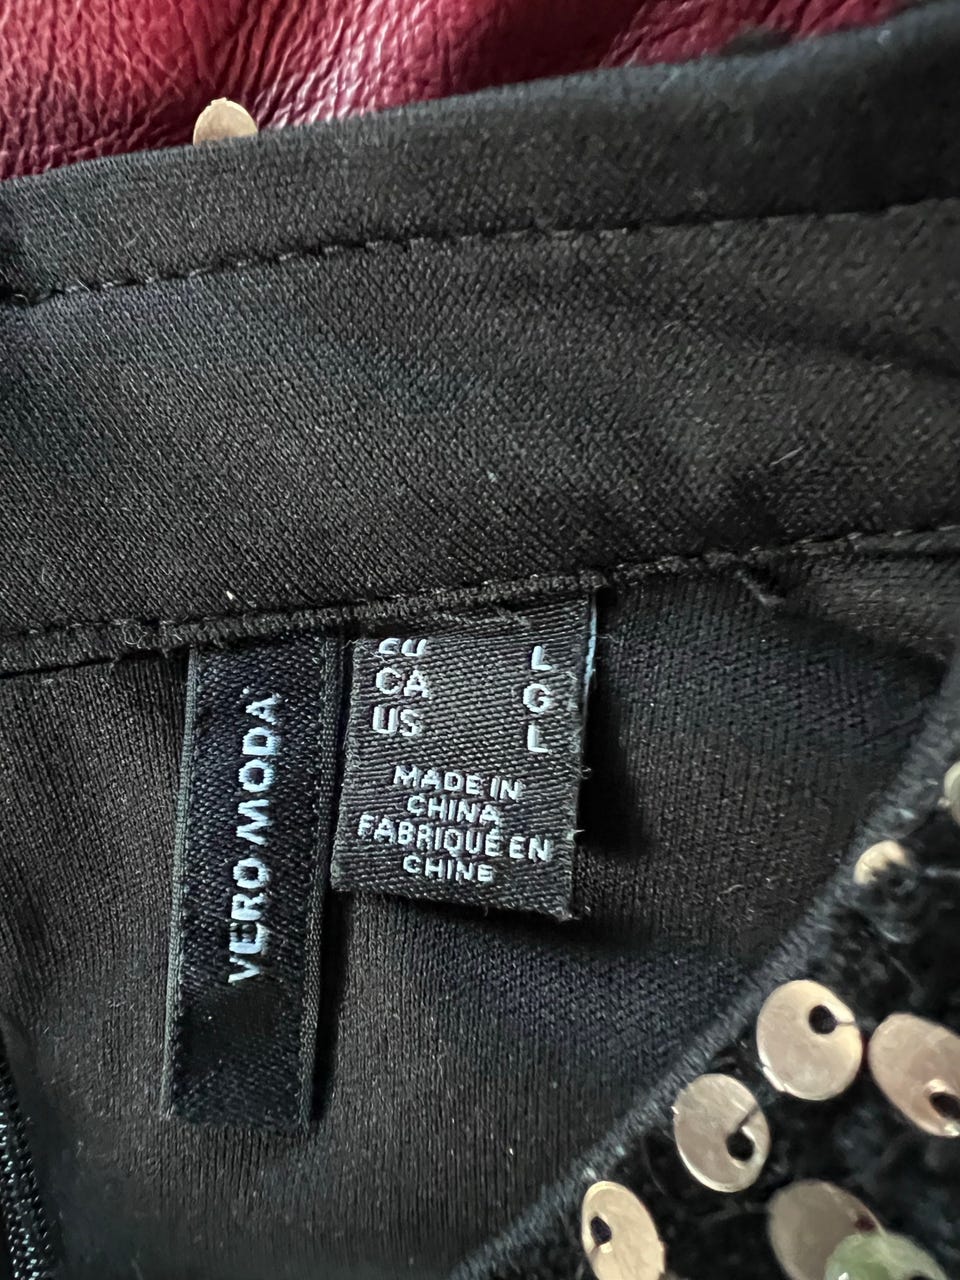 VERO MODA
EU L
CA G
US L
MADE IN
CHINA
FABRIQUÉ EN
CHINE